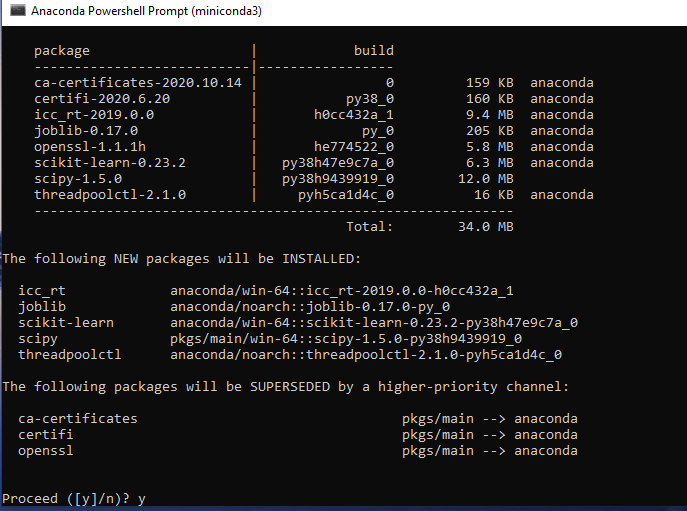 Anaconda Powershell Prompt (miniconda3)
package | build
---------------------------|-----------------
ca-certificates-2020.10.14 | 0 159 KB anaconda
certifi-2020.6.20 | py38_0 160 KB anaconda
icc_rt-2019.0.0 | h0cc432a_1 9.4 MB anaconda
joblib-0.17.0 | py_0 205 KB anaconda
openssl-1.1.1h | he774522_0 5.8 MB anaconda
scikit-learn-0.23.2 | py38h47e9c7a_0 6.3 MB anaconda
scipy-1.5.0 | py38h9439919_0 12.0 MB
threadpoolctl-2.1.0 | pyh5ca1d4c_0 16 KB anaconda
------------------------------------------------------------
Total: 34.0 MB
The following NEW packages will be INSTALLED:
icc_rt anaconda/win-64::icc_rt-2019.0.0-h0cc432a_1
joblib anaconda/noarch::joblib-0.17.0-py_0
scikit-learn anaconda/win-64::scikit-learn-0.23.2-py38h47e9c7a_0
scipy pkgs/main/win-64::scipy-1.5.0-py38h9439919_0
threadpoolctl anaconda/noarch::threadpoolctl-2.1.0-pyh5ca1d4c_0
The following packages will be SUPERSEDED by a higher-priority channel:
ca-certificates pkgs/main --> anaconda
certifi pkgs/main --> anaconda
openssl pkgs/main --> anaconda
Proceed ([y]/n)? y